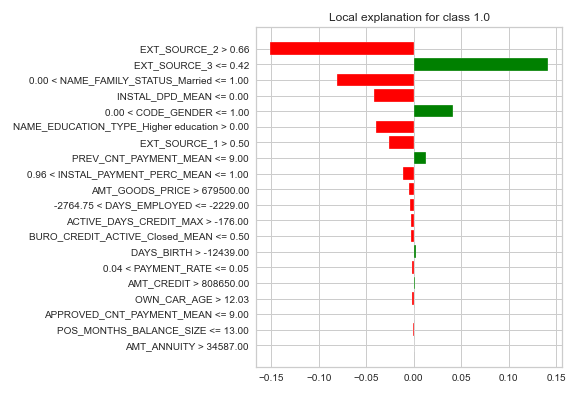 Local explanation for class 1.0
EXT_SOURCE_2 > 0.66
EXT_SOURCE_3 <= 0.42
0.00 < NAME_FAMILY_STATUS_Married <= 1.00
INSTAL_DPD_MEAN <= 0.00
0.00 < CODE_GENDER <= 1.00
NAME_EDUCATION_TYPE_Higher education > 0.00
EXT_SOURCE_1 > 0.50
PREV_CNT_PAYMENT_MEAN <= 9.00
0.96 < INSTAL_PAYMENT_PERC_MEAN <= 1.00
AMT_GOODS_PRICE > 679500.00
-2764.75 < DAYS_EMPLOYED <= -2229.00
ACTIVE_DAYS_CREDIT_MAX > -176.00
BURO_CREDIT_ACTIVE_Closed_MEAN <= 0.50
DAYS_BIRTH > -12439.00
0.04 < PAYMENT_RATE <= 0.05
AMT_CREDIT > 808650.00
OWN_CAR_AGE > 12.03
APPROVED_CNT_PAYMENT_MEAN <= 9.00
POS_MONTHS_BALANCE_SIZE <= 13.00
AMT_ANNUITY > 34587.00
−0.15 −0.10 −0.05 0.00 0.05 0.10 0.15